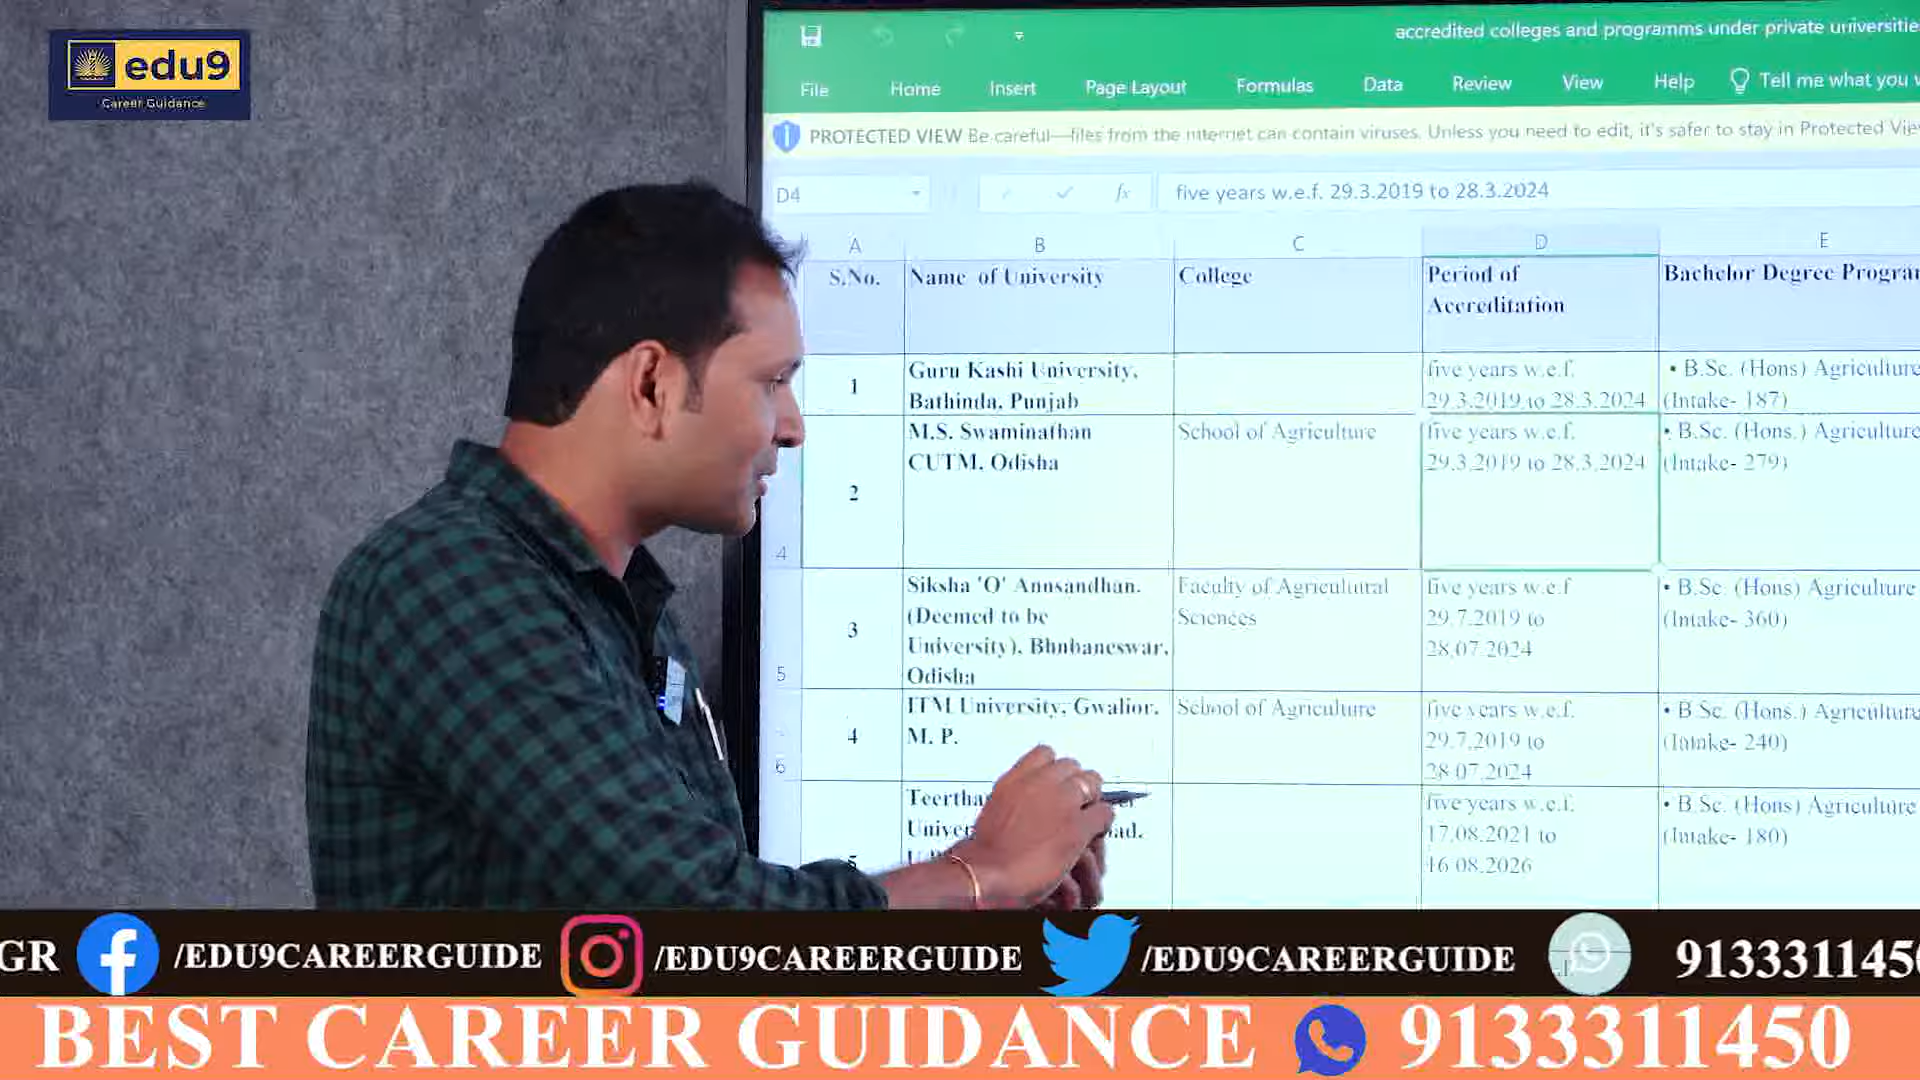 edu9
Career Guidance
accredited colleges and programms under private universities
File Home Insert Page Layout Formulas Data Review View Help Tell me what you
PROTECTED VIEW Be careful—files from the internet can contain viruses. Unless you need to edit, it's safer to stay in Protected
D4
fx
five years w.e.f. 29.3.2019 to 28.3.2024
A B C D E
S.No. Name of University College Period of Accreditation Bachelor Degree
1 Guru Kashi University, Bathinda, Punjab five years w.e.f. 29.3.2019 to 28.3.2024 • B.Sc. (Hons) Agriculture (Intake- 187)
2 M.S. Swaminathan CUTM, Odisha School of Agriculture five years w.e.f. 29.3.2019 to 28.3.2024 • B.Sc. (Hons.) Agriculture (Intake- 279)
4
3 Siksha 'O' Anusandhan. (Deemed to be University), Bhubaneswar, Odisha Faculty of Agricultural Sciences five years w.e.f 29.7.2019 to 28.07.2024 • B.Sc. (Hons) Agriculture (Intake- 360)
5
4 ITM University, Gwalior, M. P. School of Agriculture five years w.e.f. 29.7.2019 to 28.07.2024 • B.Sc. (Hons.) Agriculture (Intake- 240)
6
5 five years w.e.f. 17.08.2021 to 16.08.2026 • B.Sc. (Hons) Agriculture (Intake- 180)
GR /EDU9CAREERGUIDE /EDU9CAREERGUIDE /EDU9CAREERGUIDE 9133311450
BEST CAREER GUIDANCE 9133311450